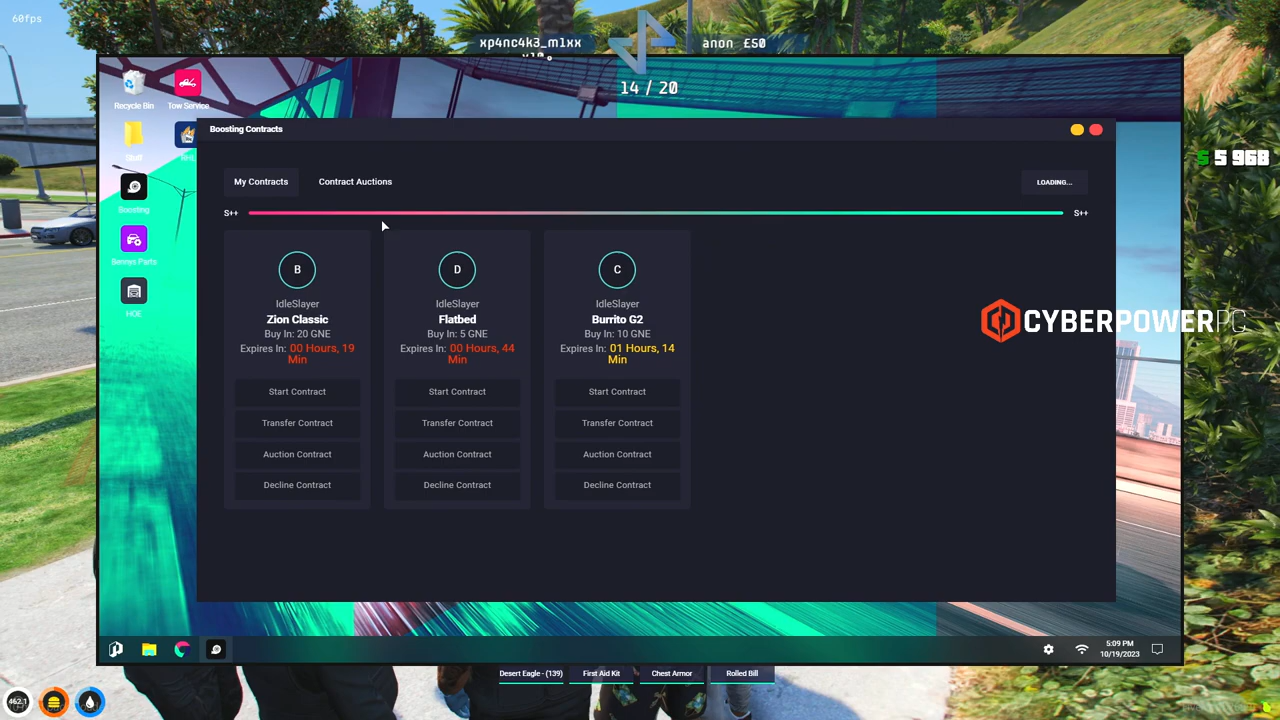 60fps
xp4nc4k3_m1xx
anon £50
14 / 20
Recycle Bin
Tow Service
Stuff
Boosting
Bennys Parts
HOE
Boosting Contracts
My Contracts
Contract Auctions
LOADING...
S++
S++
B
IdleSlayer
Zion Classic
Buy In: 20 GNE
Expires In: 00 Hours, 19
Min
Start Contract
Transfer Contract
Auction Contract
Decline Contract
D
IdleSlayer
Flatbed
Buy In: 5 GNE
Expires In: 00 Hours, 44
Min
Start Contract
Transfer Contract
Auction Contract
Decline Contract
C
IdleSlayer
Burrito G2
Buy In: 10 GNE
Expires In: 01 Hours, 14
Min
Start Contract
Transfer Contract
Auction Contract
Decline Contract
$ 5 968
CYBERPOWERPC
5:09 PM
10/19/2023
Desert Eagle - (139)
First Aid Kit
Chest Armor
Rolled Bill
462.1